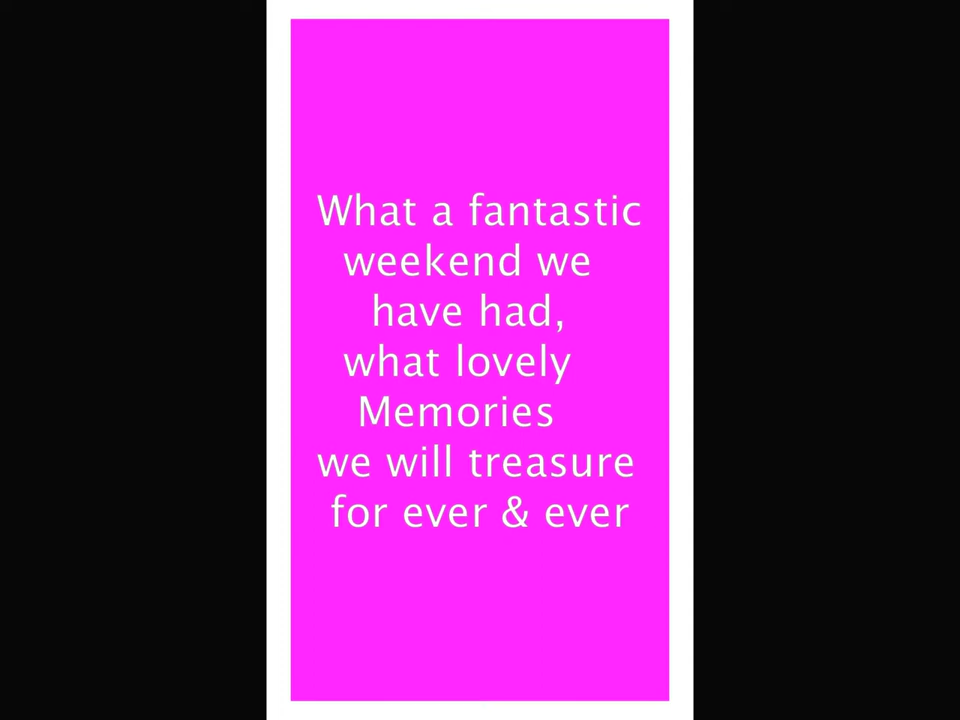 What a fantastic
weekend we
have had,
what lovely
Memories
we will treasure
for ever & ever